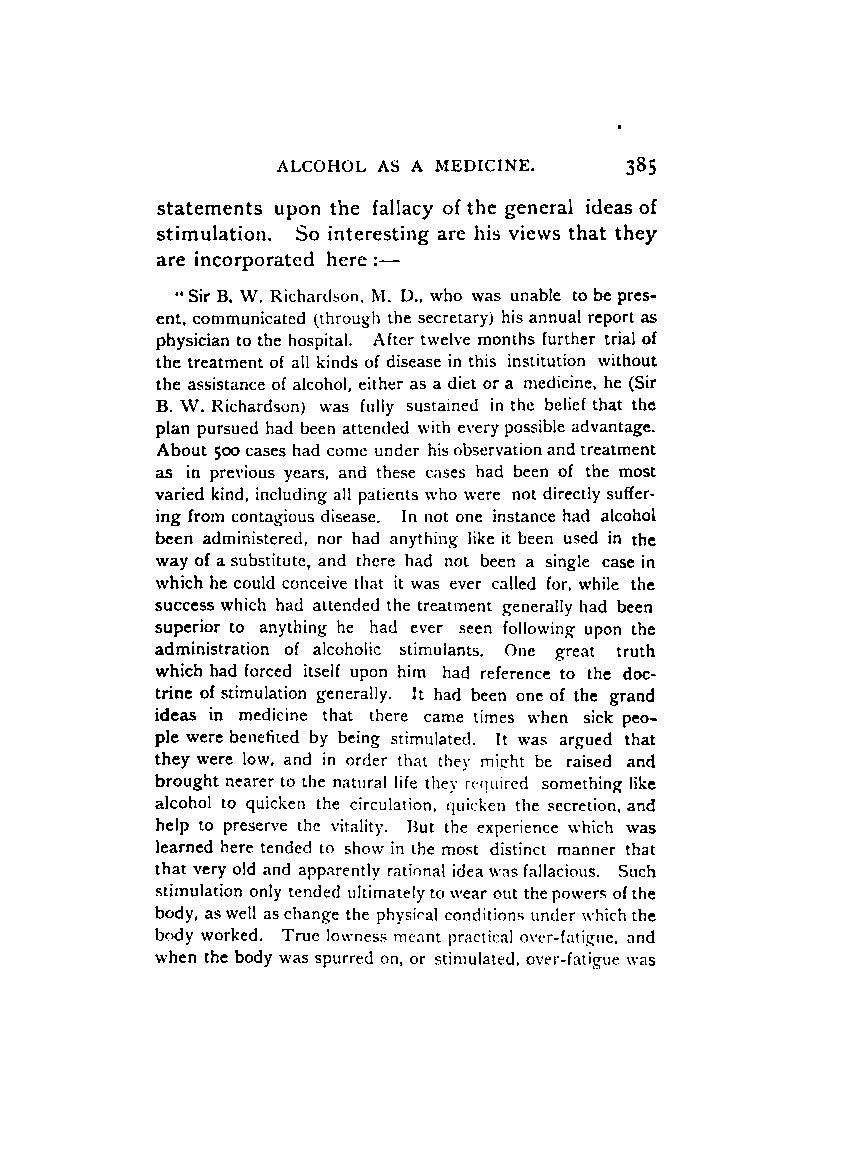 ALCOHOL AS A MEDICINE. 385
statements upon the fallacy of the general ideas of
stimulation. So interesting are his views that they
are incorporated here :—
“ Sir B. W. Richardson, M. D., who was unable to be pres-
ent, communicated (through the secretary) his annual report as
physician to the hospital. After twelve months further trial of
the treatment of all kinds of disease in this institution without
the assistance of alcohol, either as a diet or a medicine, he (Sir
B. W. Richardson) was fully sustained in the belief that the
plan pursued had been attended with every possible advantage.
About 500 cases had come under his observation and treatment
as in previous years, and these cases had been of the most
varied kind, including all patients who were not directly suffer-
ing from contagious disease. In not one instance had alcohol
been administered, nor had anything like it been used in the
way of a substitute, and there had not been a single case in
which he could conceive that it was ever called for, while the
success which had attended the treatment generally had been
superior to anything he had ever seen following upon the
administration of alcoholic stimulants. One great truth
which had forced itself upon him had reference to the doc-
trine of stimulation generally. It had been one of the grand
ideas in medicine that there came times when sick peo-
ple were benefited by being stimulated. It was argued that
they were low, and in order that they might be raised and
brought nearer to the natural life they required something like
alcohol to quicken the circulation, quicken the secretion, and
help to preserve the vitality. But the experience which was
learned here tended to show in the most distinct manner that
that very old and apparently rational idea was fallacious. Such
stimulation only tended ultimately to wear out the powers of the
body, as well as change the physical conditions under which the
body worked. True lowness meant practical over-fatigue, and
when the body was spurred on, or stimulated, over-fatigue was